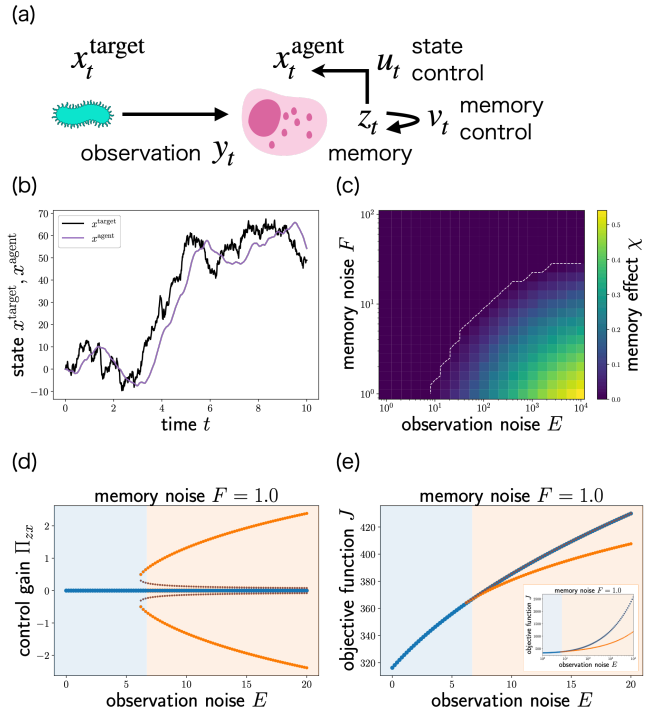 (a)
x_t^target
x_t^agent
u_t state control
observation y_t
z_t
memory
v_t memory control
(b)
70
60
50
40
30
20
10
0
−10
0 2 4 6 8 10
x^target
x^agent
state x^target, x^agent
time t
(c)
10^2
10^1
10^0
10^0 10^1 10^2 10^3 10^4
memory noise F
observation noise E
0.5
0.4
0.3
0.2
0.1
0.0
memory effect χ
(d)
memory noise F = 1.0
2
1
0
−1
−2
0 5 10 15 20
control gain Π_zx
observation noise E
(e)
memory noise F = 1.0
420
400
380
360
340
320
0 5 10 15 20
objective function J
observation noise E
memory noise F = 1.0
objective function J
observation noise E